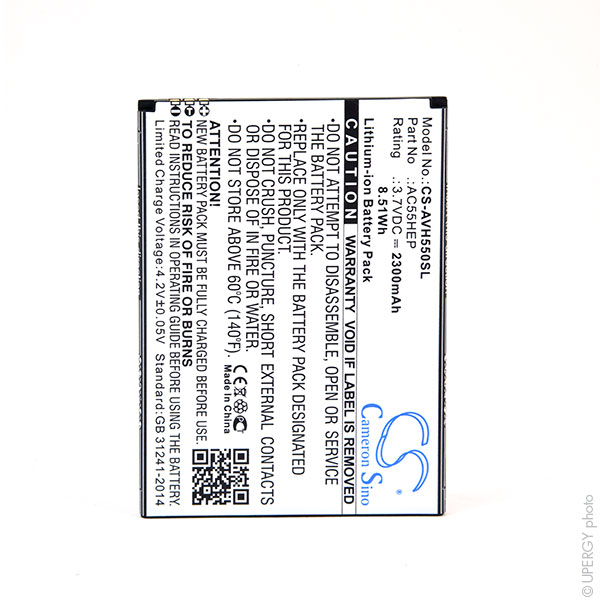 Model No.:CS-AVH550SL
Part No .:AC55HEP
Rating .:3.7VDC⎓2300mAh
8.51Wh
Lithium-ion Battery Pack
CS
Cameron Sino
®
CAUTION WARRANTY VOID IF LABEL IS REMOVED
•DO NOT ATTEMPT TO DISASSEMBLE, OPEN OR SERVICE
THE BATTERY PACK.
•REPLACE ONLY WITH THE BATTERY PACK DESIGNATED
FOR THIS PRODUCT.
•DO NOT CRUSH, PUNCTURE, SHORT EXTERNAL CONTACTS
OR DISPOSE OF IN FIRE OR WATER.
•DO NOT EXPOSE ABOVE 60°C (140°F).
CE
Made in China
ATTENTION!
NEW BATTERY PACK MUST BE FULLY CHARGED BEFORE USE
TO REDUCE RISK OF FIRE OR BURNS
READ THE OPERATING GUIDE BEFORE USING THE BATTERY.
Limited Charge Voltage: 4.2V±0.05V Standard:GB 31241-2014
© UPERGY photo